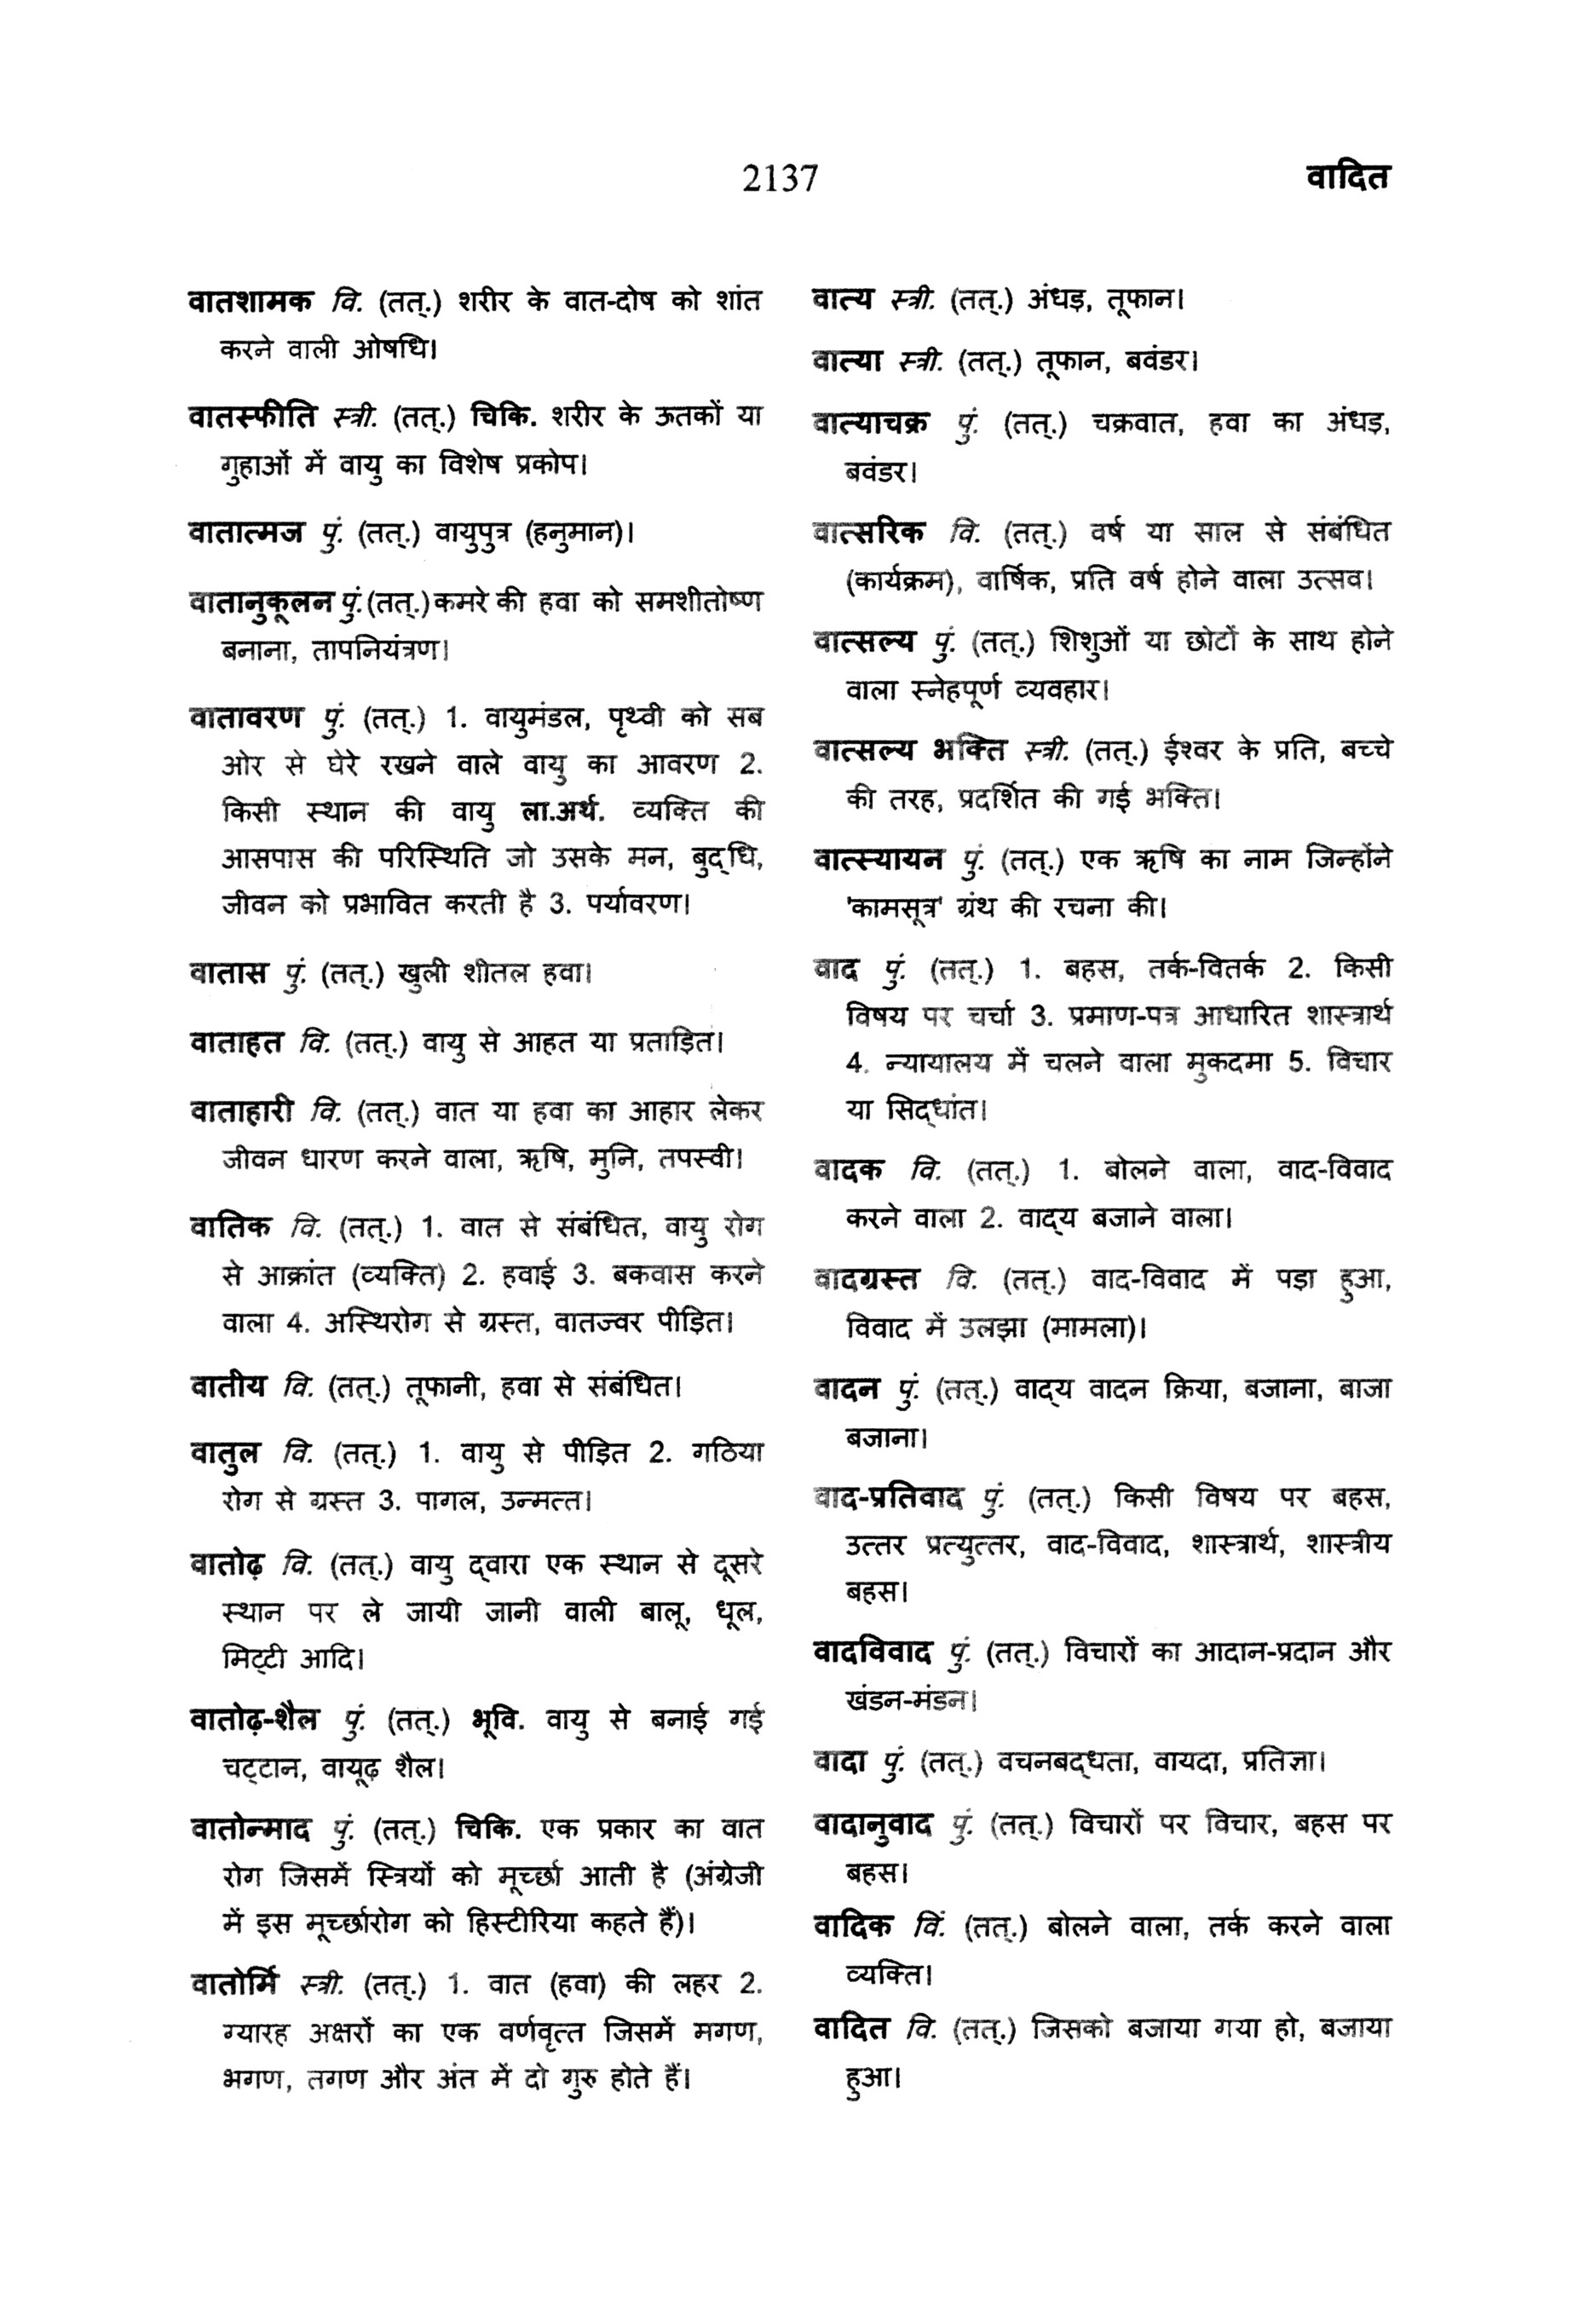 2137
वादित
वातशामक वि. (तत्.) शरीर के वात-दोष को शांत
करने वाली ओषधि।
वातस्फीति स्त्री. (तत्.) चिकि. शरीर के ऊतकों या
गुहाओं में वायु का विशेष प्रकोप।
वातात्मज पुं. (तत्.) वायुपुत्र (हनुमान)।
वातानुकूलन पुं.(तत्.)कमरे की हवा को समशीतोष्ण
बनाना, तापनियंत्रण।
वातावरण पुं. (तत्.) 1. वायुमंडल, पृथ्वी को सब
ओर से घेरे रखने वाले वायु का आवरण 2.
किसी स्थान की वायु ला.अर्थ. व्यक्ति की
आसपास की परिस्थिति जो उसके मन, बुद्धि,
जीवन को प्रभावित करती है 3. पर्यावरण।
वातास पुं. (तत्.) खुली शीतल हवा।
वाताहत वि. (तत्.) वायु से आहत या प्रताड़ित।
वाताहारी वि. (तत्.) वात या हवा का आहार लेकर
जीवन धारण करने वाला, ऋषि, मुनि, तपस्वी।
वातिक वि. (तत्.) 1. वात से संबंधित, वायु रोग
से आक्रांत (व्यक्ति) 2. हवाई 3. बकवास करने
वाला 4. अस्थिरोग से ग्रस्त, वातज्वर पीड़ित।
वातीय वि. (तत्.) तूफानी, हवा से संबंधित।
वातुल वि. (तत्.) 1. वायु से पीड़ित 2. गठिया
रोग से ग्रस्त 3. पागल, उन्मत्त।
वातोढ़ वि. (तत्.) वायु द्वारा एक स्थान से दूसरे
स्थान पर ले जायी जानी वाली बालू, धूल,
मिट्टी आदि।
वातोढ़-शैल पुं. (तत्.) भूवि. वायु से बनाई गई
चट्टान, वायूढ़ शैल।
वातोन्माद पुं. (तत्.) चिकि. एक प्रकार का वात
रोग जिसमें स्त्रियों को मूर्च्छा आती है (अंग्रेजी
में इस मूर्च्छारोग को हिस्टीरिया कहते हैं)।
वातोर्मि स्त्री. (तत्.) 1. वात (हवा) की लहर 2.
ग्यारह अक्षरों का एक वर्णवृत्त जिसमें मगण,
भगण, तगण और अंत में दो गुरु होते हैं।
वात्य स्त्री. (तत्.) अंधड़, तूफान।
वात्या स्त्री. (तत्.) तूफान, बवंडर।
वात्याचक्र पुं. (तत्.) चक्रवात, हवा का अंधड़,
बवंडर।
वात्सरिक वि. (तत्.) वर्ष या साल से संबंधित
(कार्यक्रम), वार्षिक, प्रति वर्ष होने वाला उत्सव।
वात्सल्य पुं. (तत्.) शिशुओं या छोटों के साथ होने
वाला स्नेहपूर्ण व्यवहार।
वात्सल्य भक्ति स्त्री. (तत्.) ईश्वर के प्रति, बच्चे
की तरह, प्रदर्शित की गई भक्ति।
वात्स्यायन पुं. (तत्.) एक ऋषि का नाम जिन्होंने
'कामसूत्र' ग्रंथ की रचना की।
वाद पुं. (तत्.) 1. बहस, तर्क-वितर्क 2. किसी
विषय पर चर्चा 3. प्रमाण-पत्र आधारित शास्त्रार्थ
4. न्यायालय में चलने वाला मुकदमा 5. विचार
या सिद्धांत।
वादक वि. (तत्.) 1. बोलने वाला, वाद-विवाद
करने वाला 2. वाद्य बजाने वाला।
वादग्रस्त वि. (तत्.) वाद-विवाद में पड़ा हुआ,
विवाद में उलझा (मामला)।
वादन पुं. (तत्.) वाद्य वादन क्रिया, बजाना, बाजा
बजाना।
वाद-प्रतिवाद पुं. (तत्.) किसी विषय पर बहस,
उत्तर प्रत्युत्तर, वाद-विवाद, शास्त्रार्थ, शास्त्रीय
बहस।
वादविवाद पुं. (तत्.) विचारों का आदान-प्रदान और
खंडन-मंडन।
वादा पुं. (तत्.) वचनबद्धता, वायदा, प्रतिज्ञा।
वादानुवाद पुं. (तत्.) विचारों पर विचार, बहस पर
बहस।
वादिक विं. (तत्.) बोलने वाला, तर्क करने वाला
व्यक्ति।
वादित वि. (तत्.) जिसको बजाया गया हो, बजाया
हुआ।